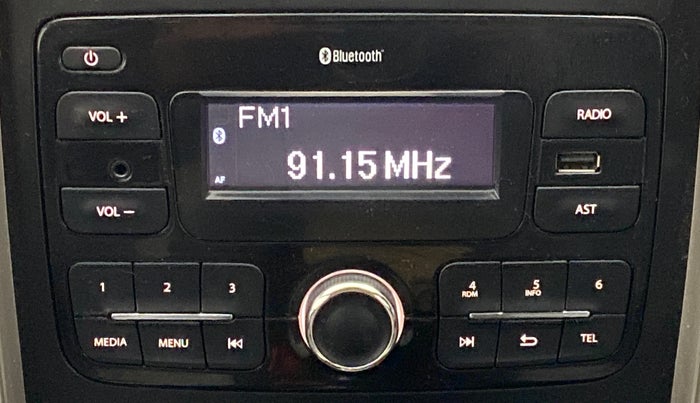 Bluetooth
VOL +
FM1
RADIO
91.15 MHz
AF
VOL –
AST
1 2 3
4 5 6
RDM INFO
MEDIA MENU
TEL